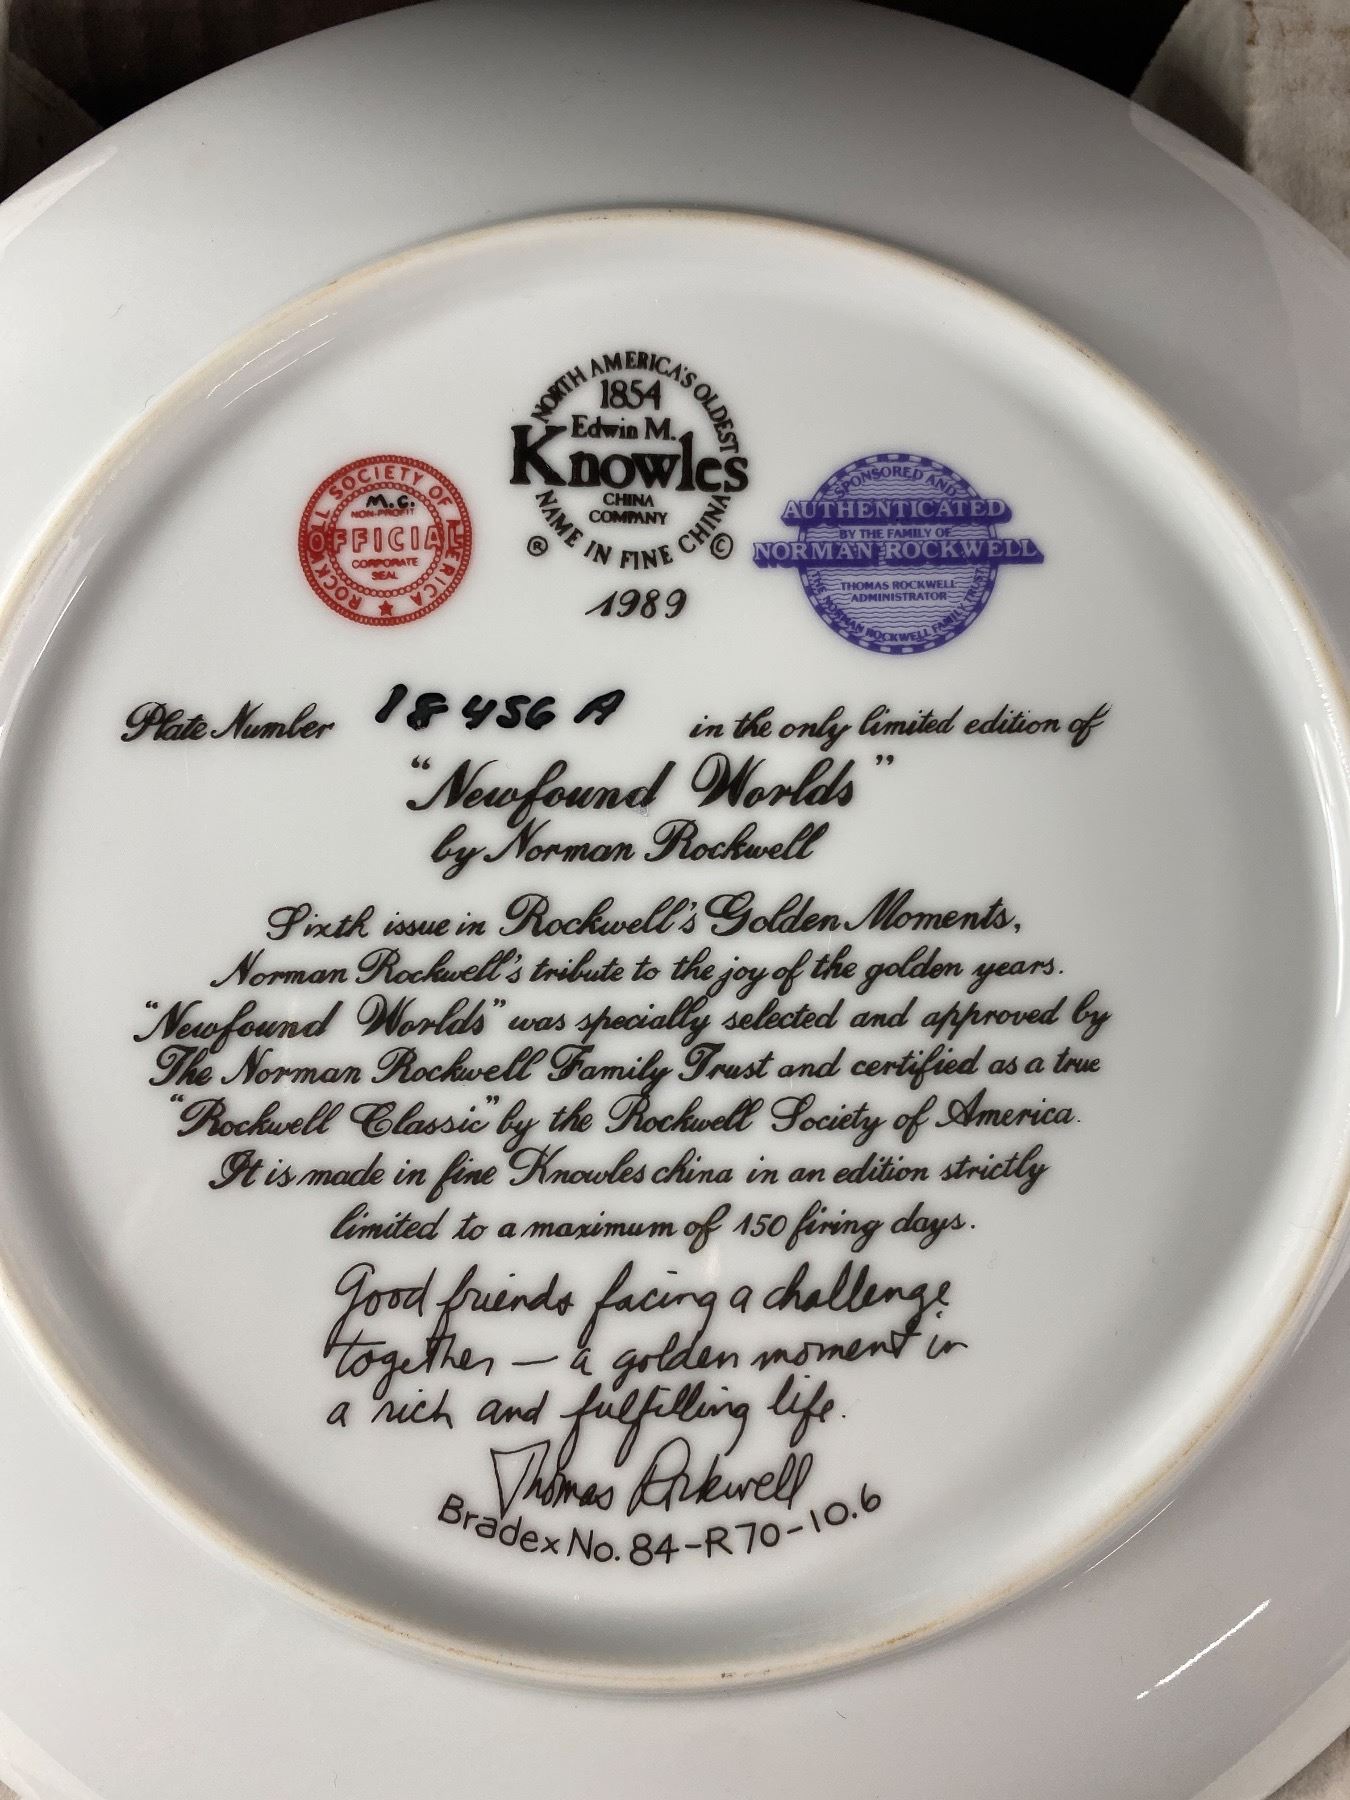 NORTH AMERICA'S OLDEST
1854
Edwin M.
Knowles
CHINA
COMPANY
NAME IN FINE CHINA
® ©
1989
ROCKWELL SOCIETY OF AMERICA
M.C.
NON-PROFIT
OFFICIAL
CORPORATE
SEAL
SPONSORED AND
AUTHENTICATED
BY THE FAMILY OF
NORMAN ROCKWELL
THOMAS ROCKWELL
ADMINISTRATOR
THE NORMAN ROCKWELL FAMILY TRUST
Plate Number 18456 A in the only limited edition of
"Newfound Worlds"
by Norman Rockwell
Sixth issue in Rockwell's Golden Moments,
Norman Rockwell's tribute to the joy of the golden years.
"Newfound Worlds" was specially selected and approved by
The Norman Rockwell Family Trust and certified as a true
"Rockwell Classic" by the Rockwell Society of America.
It is made in fine Knowles china in an edition strictly
limited to a maximum of 150 firing days.
Good friends facing a challenge
together — a golden moment in
a rich and fulfilling life.
Thomas Rockwell
Bradex No. 84-R70-10.6